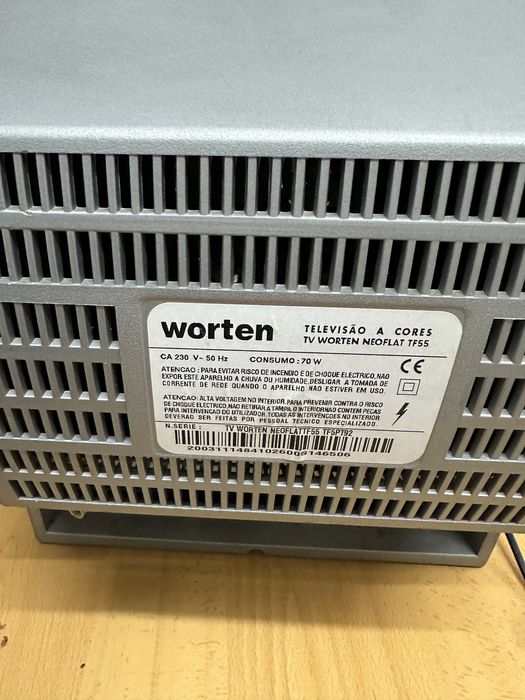 worten
TELEVISÃO A CORES
TV WORTEN NEOFLAT TF55
CA 230 V~ 50 Hz CONSUMO : 70 W
CE
ATENCAO : PARA EVITAR RISCO DE INCENDIO E DE CHOQUE ELECTRICO,NAO
EXPOR ESTE APARELHO A CHUVA OU HUMIDADE,DESLIGAR A TOMADA DE
CORRENTE DE REDE QUANDO O APARELHO NAO ESTIVER EM USO.
ATENCAO: ALTA VOLTAGEM NO INTERIOR.PARA PREVENIR CONTRA O RISCO
DE CHOQUE ELECTRICO,NAO RETIRAR A TAMPA.O INTERIOR NAO CONTEM PECAS
PARA INTERVENCAO DO UTILIZADOR.TODAS AS INTERVENCOES NO INTERIOR
DEVERAO SER FEITAS POR PESSOAL TECNICO ESPECIALIZADO.
N.SERIE : TV WORTEN NEOFLATTF55 TF5P192
20031114841026005146506